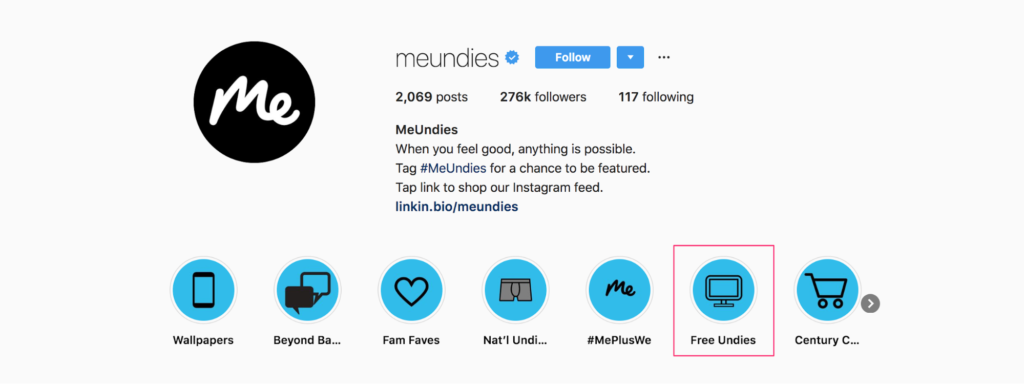 meundies Follow ...
Me
2,069 posts 276k followers 117 following
MeUndies
When you feel good, anything is possible.
Tag #MeUndies for a chance to be featured.
Tap link to shop our Instagram feed.
linkin.bio/meundies
Me
Wallpapers Beyond Ba... Fam Faves Nat'l Undi... #MePlusWe Free Undies Century C...